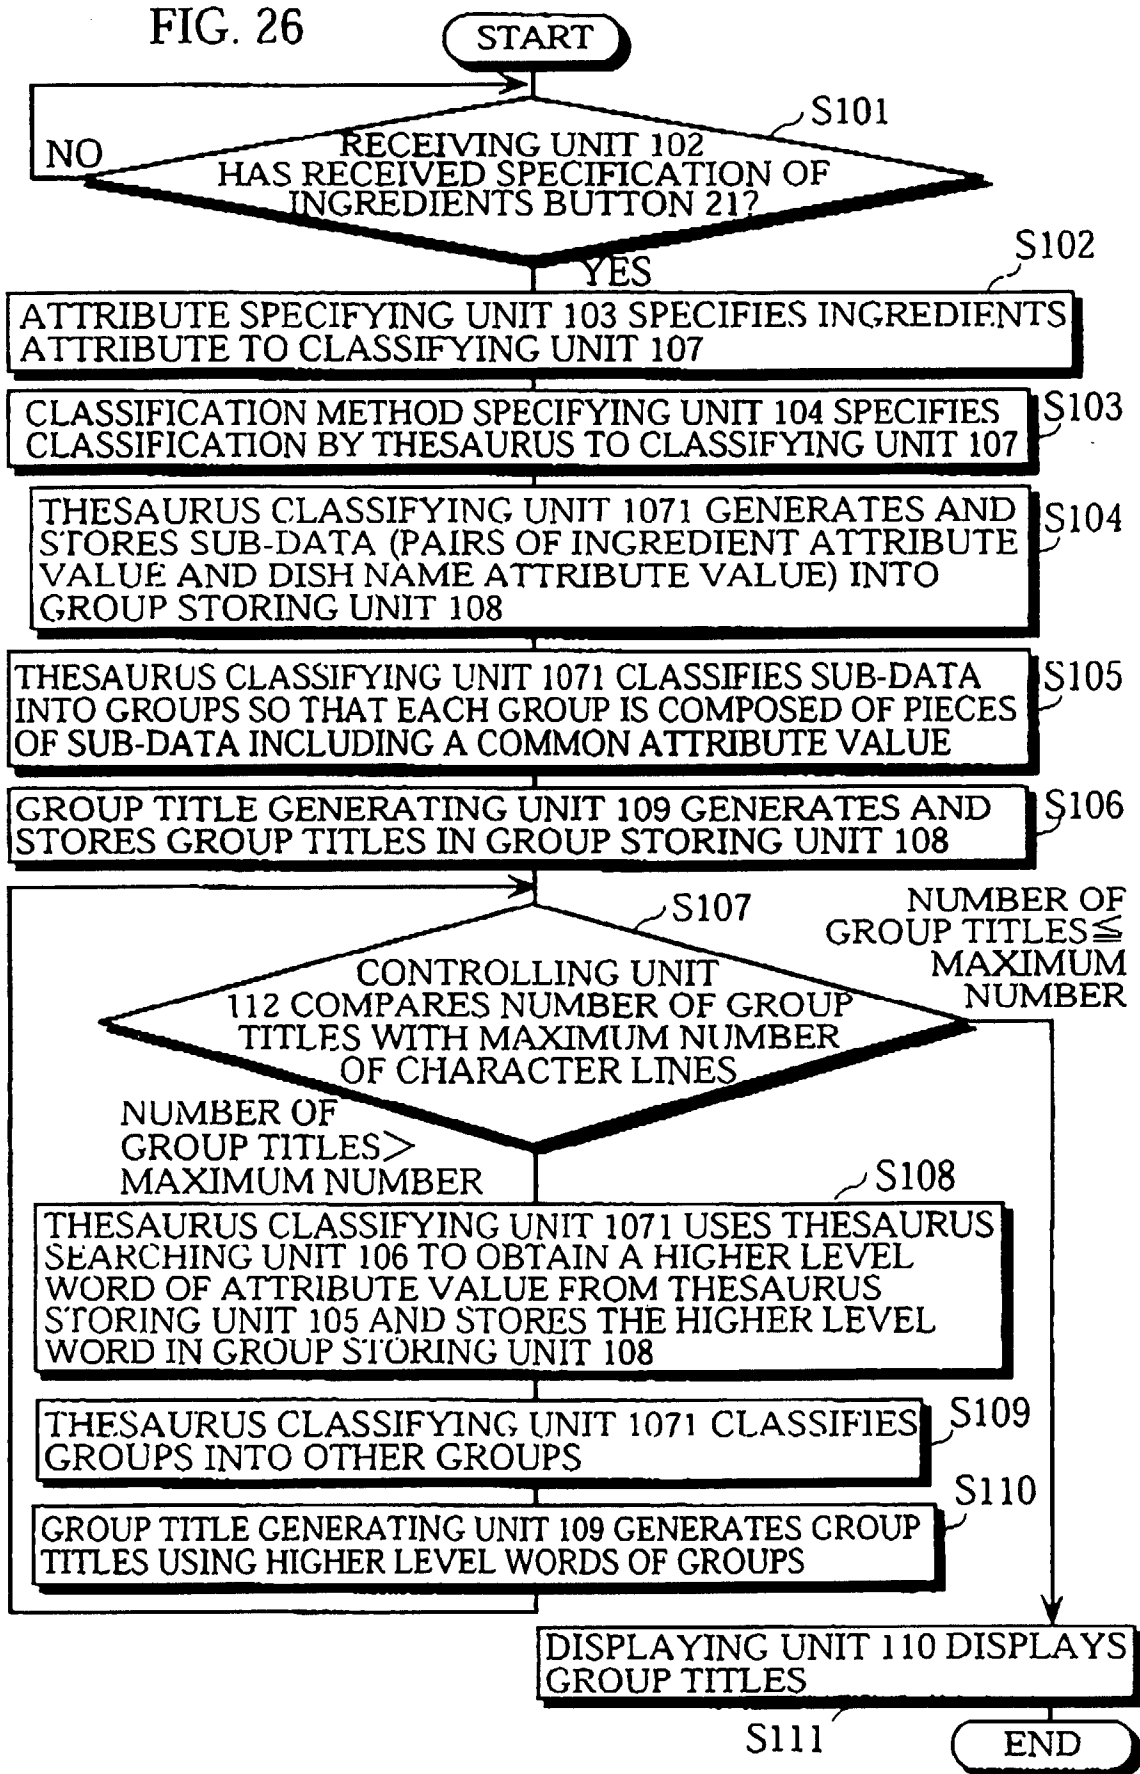 FIG. 26
START
S101
NO
RECEIVING UNIT 102
HAS RECEIVED SPECIFICATION OF
INGREDIENTS BUTTON 21?
YES
S102
ATTRIBUTE SPECIFYING UNIT 103 SPECIFIES INGREDIENTS
ATTRIBUTE TO CLASSIFYING UNIT 107
CLASSIFICATION METHOD SPECIFYING UNIT 104 SPECIFIES
CLASSIFICATION BY THESAURUS TO CLASSIFYING UNIT 107
S103
THESAURUS CLASSIFYING UNIT 1071 GENERATES AND
STORES SUB-DATA (PAIRS OF INGREDIENT ATTRIBUTE
VALUE AND DISH NAME ATTRIBUTE VALUE) INTO
GROUP STORING UNIT 108
S104
THESAURUS CLASSIFYING UNIT 1071 CLASSIFIES SUB-DATA
INTO GROUPS SO THAT EACH GROUP IS COMPOSED OF PIECES
OF SUB-DATA INCLUDING A COMMON ATTRIBUTE VALUE
S105
GROUP TITLE GENERATING UNIT 109 GENERATES AND
STORES GROUP TITLES IN GROUP STORING UNIT 108
S106
S107
CONTROLLING UNIT
112 COMPARES NUMBER OF GROUP
TITLES WITH MAXIMUM NUMBER
OF CHARACTER LINES
NUMBER OF
GROUP TITLES≦
MAXIMUM
NUMBER
NUMBER OF
GROUP TITLES>
MAXIMUM NUMBER
S108
THESAURUS CLASSIFYING UNIT 1071 USES THESAURUS
SEARCHING UNIT 106 TO OBTAIN A HIGHER LEVEL
WORD OF ATTRIBUTE VALUE FROM THESAURUS
STORING UNIT 105 AND STORES THE HIGHER LEVEL
WORD IN GROUP STORING UNIT 108
THESAURUS CLASSIFYING UNIT 1071 CLASSIFIES
GROUPS INTO OTHER GROUPS
S109
S110
GROUP TITLE GENERATING UNIT 109 GENERATES GROUP
TITLES USING HIGHER LEVEL WORDS OF GROUPS
DISPLAYING UNIT 110 DISPLAYS
GROUP TITLES
S111
END